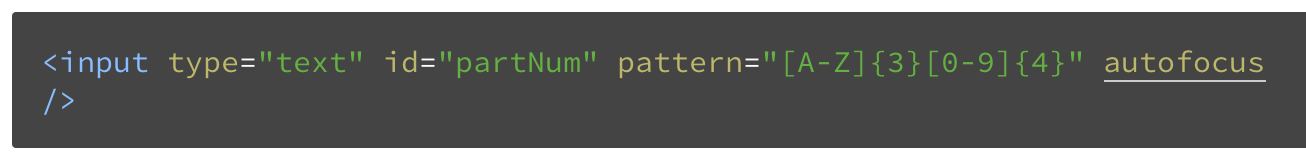 <input type="text" id="partNum" pattern="[A-Z]{3}[0-9]{4}" autofocus
/>